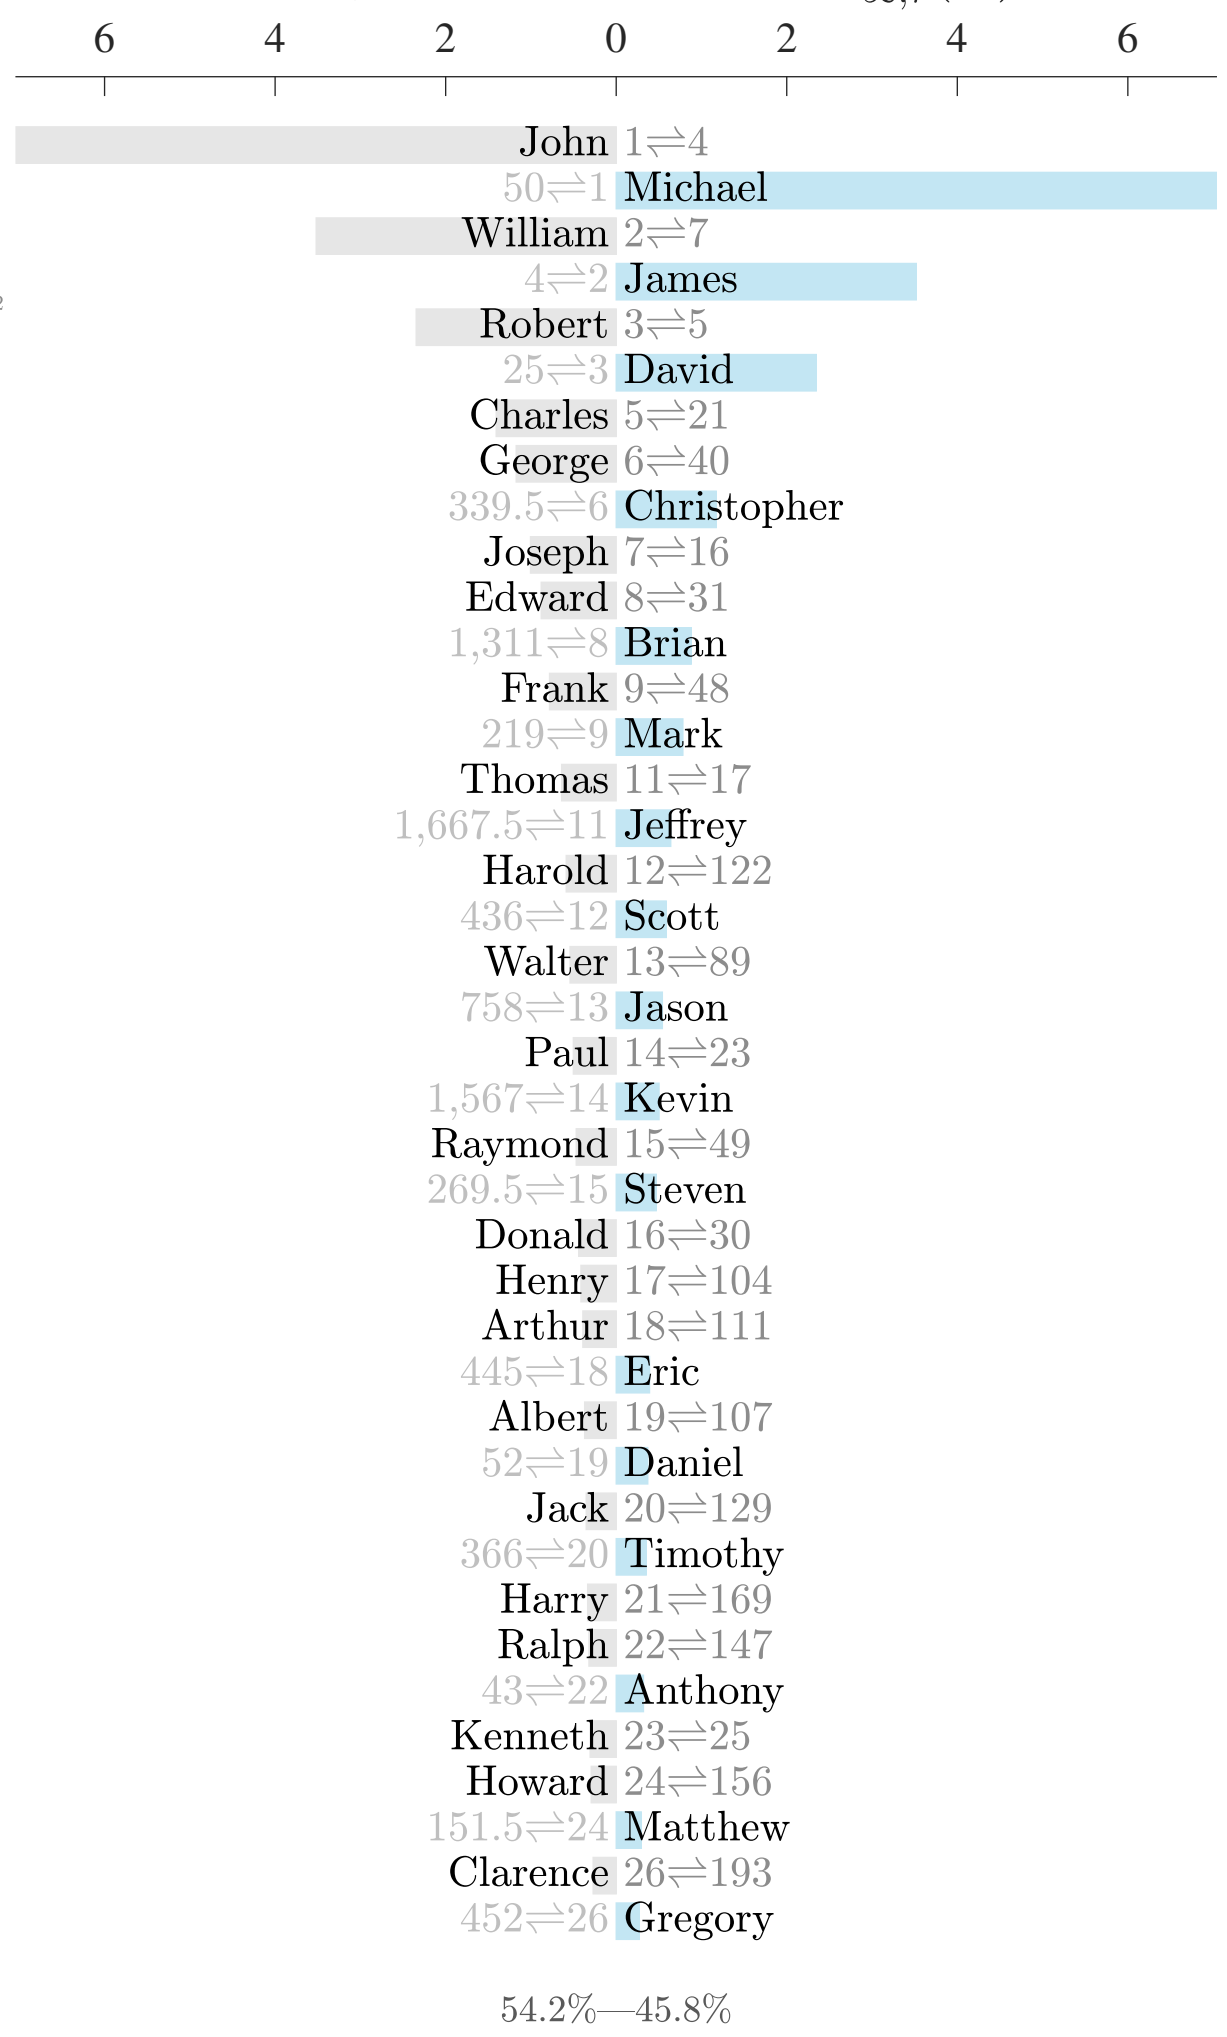 6 4 2 0 2 4 6
John 1⇌4
50⇌1 Michael
William 2⇌7
4⇌2 James
2
Robert 3⇌5
25⇌3 David
Charles 5⇌21
George 6⇌40
339.5⇌6 Christopher
Joseph 7⇌16
Edward 8⇌31
1,311⇌8 Brian
Frank 9⇌48
219⇌9 Mark
Thomas 11⇌17
1,667.5⇌11 Jeffrey
Harold 12⇌122
436⇌12 Scott
Walter 13⇌89
758⇌13 Jason
Paul 14⇌23
1,567⇌14 Kevin
Raymond 15⇌49
269.5⇌15 Steven
Donald 16⇌30
Henry 17⇌104
Arthur 18⇌111
445⇌18 Eric
Albert 19⇌107
52⇌19 Daniel
Jack 20⇌129
366⇌20 Timothy
Harry 21⇌169
Ralph 22⇌147
43⇌22 Anthony
Kenneth 23⇌25
Howard 24⇌156
151.5⇌24 Matthew
Clarence 26⇌193
452⇌26 Gregory
54.2%—45.8%